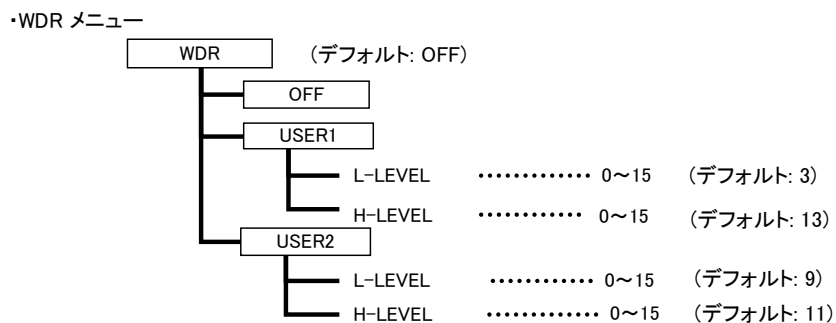 ・WDR メニュー
WDR (デフォルト: OFF)
OFF
USER1
L-LEVEL ············ 0～15 (デフォルト: 3)
H-LEVEL ············ 0～15 (デフォルト: 13)
USER2
L-LEVEL ············ 0～15 (デフォルト: 9)
H-LEVEL ············· 0～15 (デフォルト: 11)